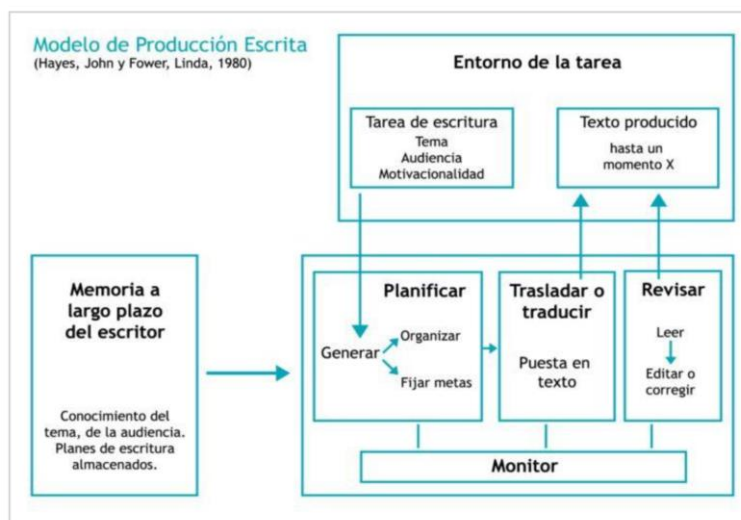 Modelo de Producción Escrita
(Hayes, John y Fower, Linda, 1980)
Entorno de la tarea
Tarea de escritura
Tema
Audiencia
Motivacionalidad
Texto producido
hasta un
momento X
Memoria a
largo plazo
del escritor
Conocimiento del
tema, de la audiencia.
Planes de escritura
almacenados.
Planificar
Generar
Organizar
Fijar metas
Trasladar o
traducir
Puesta en
texto
Revisar
Leer
Editar o
corregir
Monitor